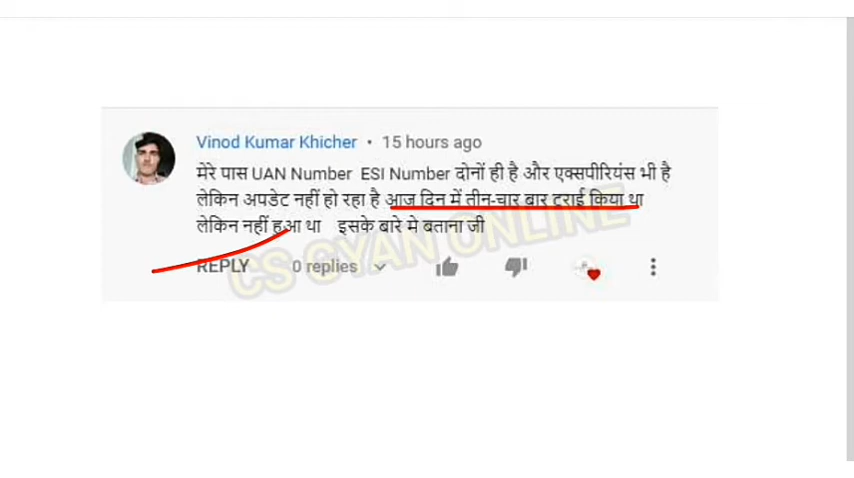 Vinod Kumar Khicher • 15 hours ago
मेरे पास UAN Number ESI Number दोनों ही है और एक्सपीरियंस भी है
लेकिन अपडेट नहीं हो रहा है आज दिन में तीन-चार बार ट्राई किया था
लेकिन नहीं हुआ था इसके बारे मे बताना जी
REPLY 0 replies
CS GYAN ONLINE